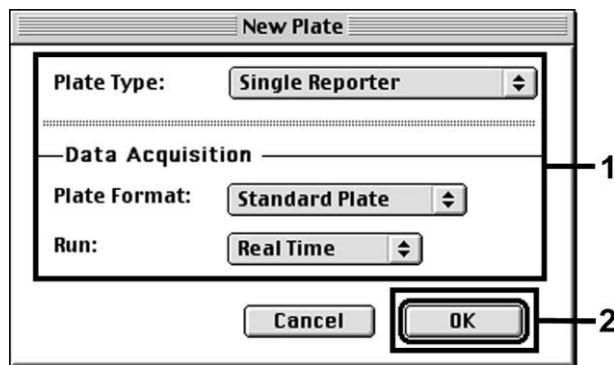 New Plate
Plate Type: Single Reporter
Data Acquisition
1
Plate Format: Standard Plate
Run: Real Time
Cancel OK
2